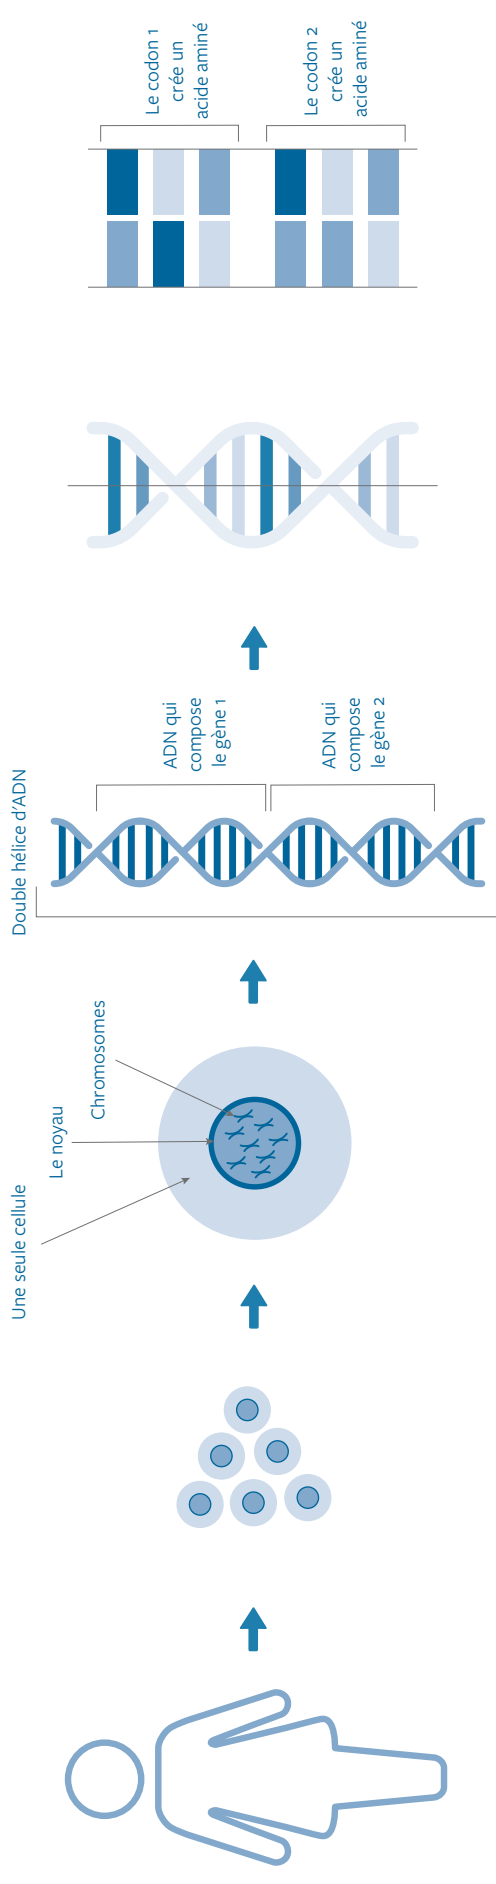 Une seule cellule
Le noyau
Chromosomes
Double hélice d'ADN
ADN qui
compose
le gène 1
ADN qui
compose
le gène 2
Le codon 1
crée un
acide aminé
Le codon 2
crée un
acide aminé